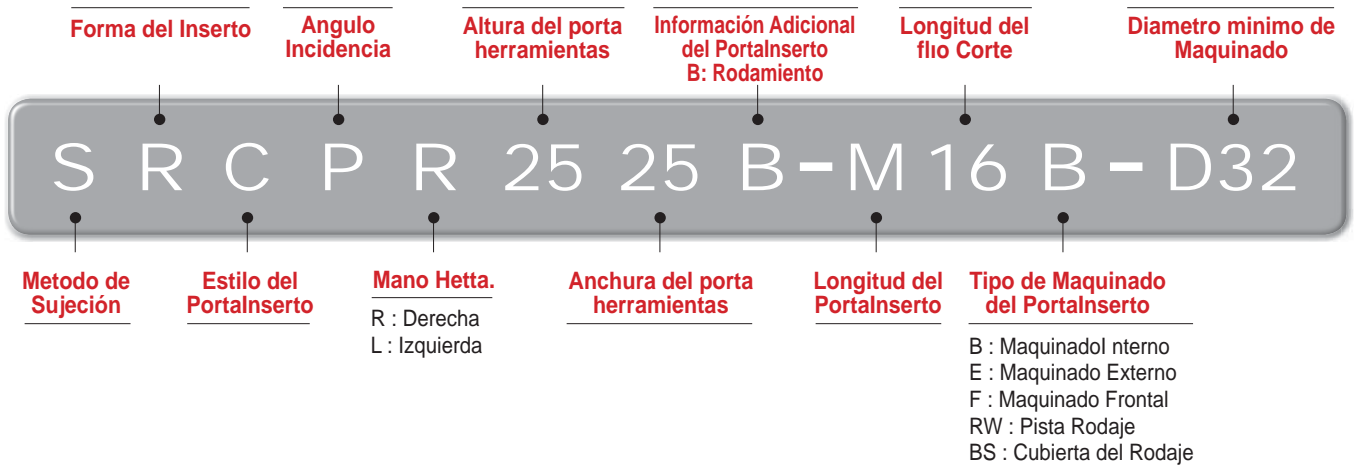 Forma del Inserto
Angulo
Incidencia
Altura del porta
herramientas
Información Adicional
del PortaInserto
B: Rodamiento
Longitud del
flıo Corte
Diametro minimo de
Maquinado
S R C P R 25 25 B-M 16 B - D32
Metodo de
Sujeción
Estilo del
PortaInserto
Mano Hetta.
R : Derecha
L : Izquierda
Anchura del porta
herramientas
Longitud del
PortaInserto
Tipo de Maquinado
del PortaInserto
B : MaquinadoI nterno
E : Maquinado Externo
F : Maquinado Frontal
RW : Pista Rodaje
BS : Cubierta del Rodaje